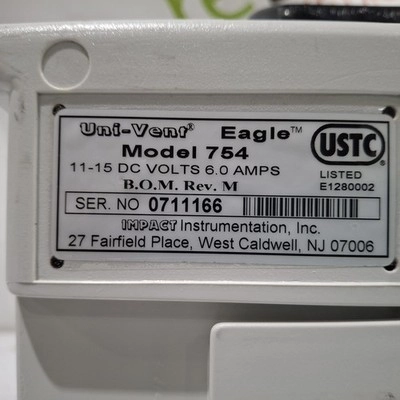 Uni-Vent® Eagle™
Model 754
11-15 DC VOLTS 6.0 AMPS
B.O.M. Rev. M
USTC
LISTED
E1280002
SER. NO 0711166
IMPACT Instrumentation, Inc.
27 Fairfield Place, West Caldwell, NJ 07006